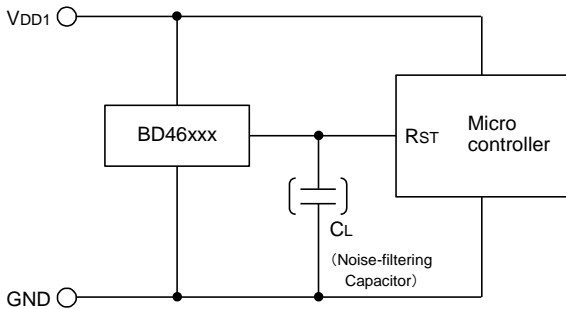 VDD1
BD46xxx
RST
Micro
controller
CL
（Noise-filtering
Capacitor）
GND